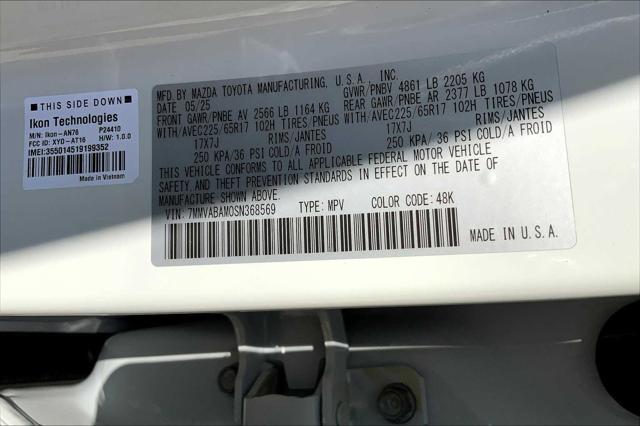 ■ THIS SIDE DOWN ■
Ikon Technologies
M/N: Ikon-AN76 P24410
FCC ID: XYO-AT16 H/W: 1.0.0
IMEI:355014519199352
Made in Vietnam
MFD.BY MAZDA TOYOTA MANUFACTURING, U.S.A., INC.
DATE: 05/25 GVWR/PNBV 4861 LB 2205 KG
FRONT GAWR/PNBE AV 2566 LB 1164 KG REAR GAWR/PNBE AR 2377 LB 1078 KG
WITH/AVEC225/65R17 102H TIRES/PNEUS WITH/AVEC225/65R17 102H TIRES/PNEUS
17X7J RIMS/JANTES 17X7J RIMS/JANTES
250 KPA/36 PSI COLD/A FROID 250 KPA/36 PSI COLD/A FROID
THIS VEHICLE CONFORMS TO ALL APPLICABLE FEDERAL MOTOR VEHICLE
SAFETY AND THEFT PREVENTION STANDARDS IN EFFECT ON THE DATE OF
MANUFACTURE SHOWN ABOVE.
VIN: 7MMVABAM0SN368569 TYPE: MPV COLOR CODE: 48K
MADE IN U.S.A.